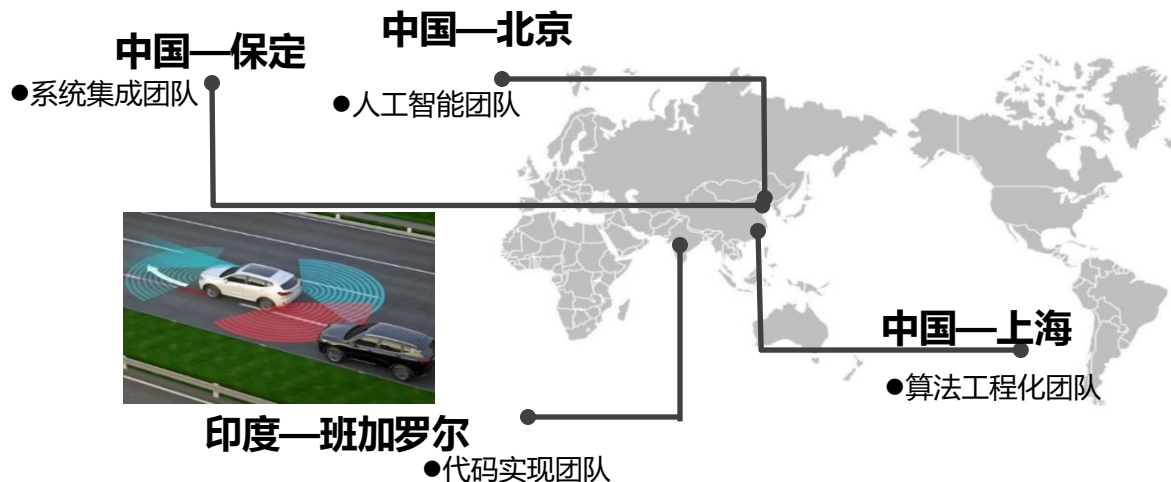 中国—保定
●系统集成团队
中国—北京
●人工智能团队
中国—上海
●算法工程化团队
印度—班加罗尔
●代码实现团队